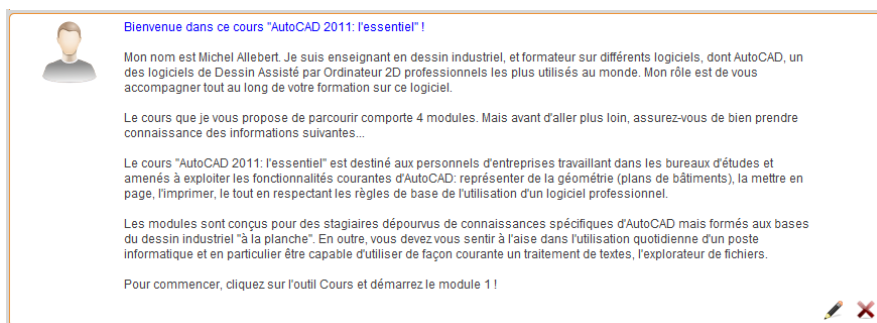 Bienvenue dans ce cours "AutoCAD 2011: l'essentiel" !
Mon nom est Michel Allebert. Je suis enseignant en dessin industriel, et formateur sur différents logiciels, dont AutoCAD, un
des logiciels de Dessin Assisté par Ordinateur 2D professionnels les plus utilisés au monde. Mon rôle est de vous
accompagner tout au long de votre formation sur ce logiciel.
Le cours que je vous propose de parcourir comporte 4 modules. Mais avant d'aller plus loin, assurez-vous de bien prendre
connaissance des informations suivantes...
Le cours "AutoCAD 2011: l'essentiel" est destiné aux personnels d'entreprises travaillant dans les bureaux d'études et
amenés à exploiter les fonctionnalités courantes d'AutoCAD: représenter de la géométrie (plans de bâtiments), la mettre en
page, l'imprimer, le tout en respectant les règles de base de l'utilisation d'un logiciel professionnel.
Les modules sont conçus pour des stagiaires dépourvus de connaissances spécifiques d'AutoCAD mais formés aux bases
du dessin industriel "à la planche". En outre, vous devez vous sentir à l'aise dans l'utilisation quotidienne d'un poste
informatique et en particulier être capable d'utiliser de façon courante un traitement de textes, l'explorateur de fichiers.
Pour commencer, cliquez sur l'outil Cours et démarrez le module 1 !